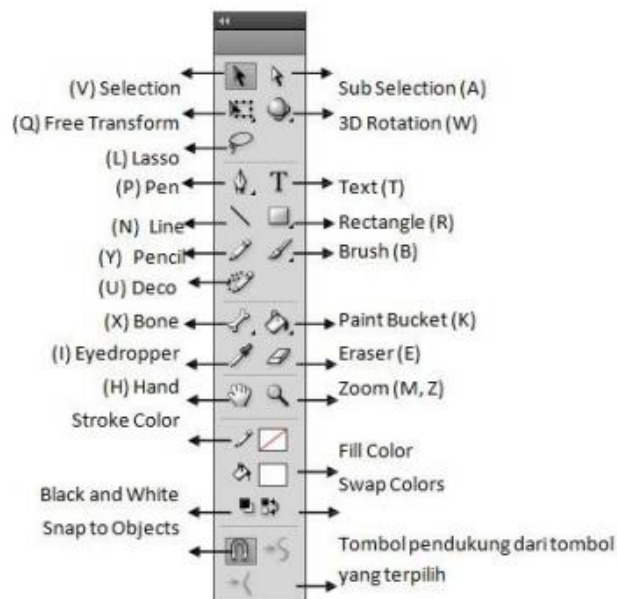 (V) Selection
Sub Selection (A)
(Q) Free Transform
3D Rotation (W)
(L) Lasso
(P) Pen
T
Text (T)
(N) Line
Rectangle (R)
(Y) Pencil
Brush (B)
(U) Deco
(X) Bone
Paint Bucket (K)
(I) Eyedropper
Eraser (E)
(H) Hand
Zoom (M, Z)
Stroke Color
Fill Color
Swap Colors
Black and White
Snap to Objects
Tombol pendukung dari tombol
yang terpilih